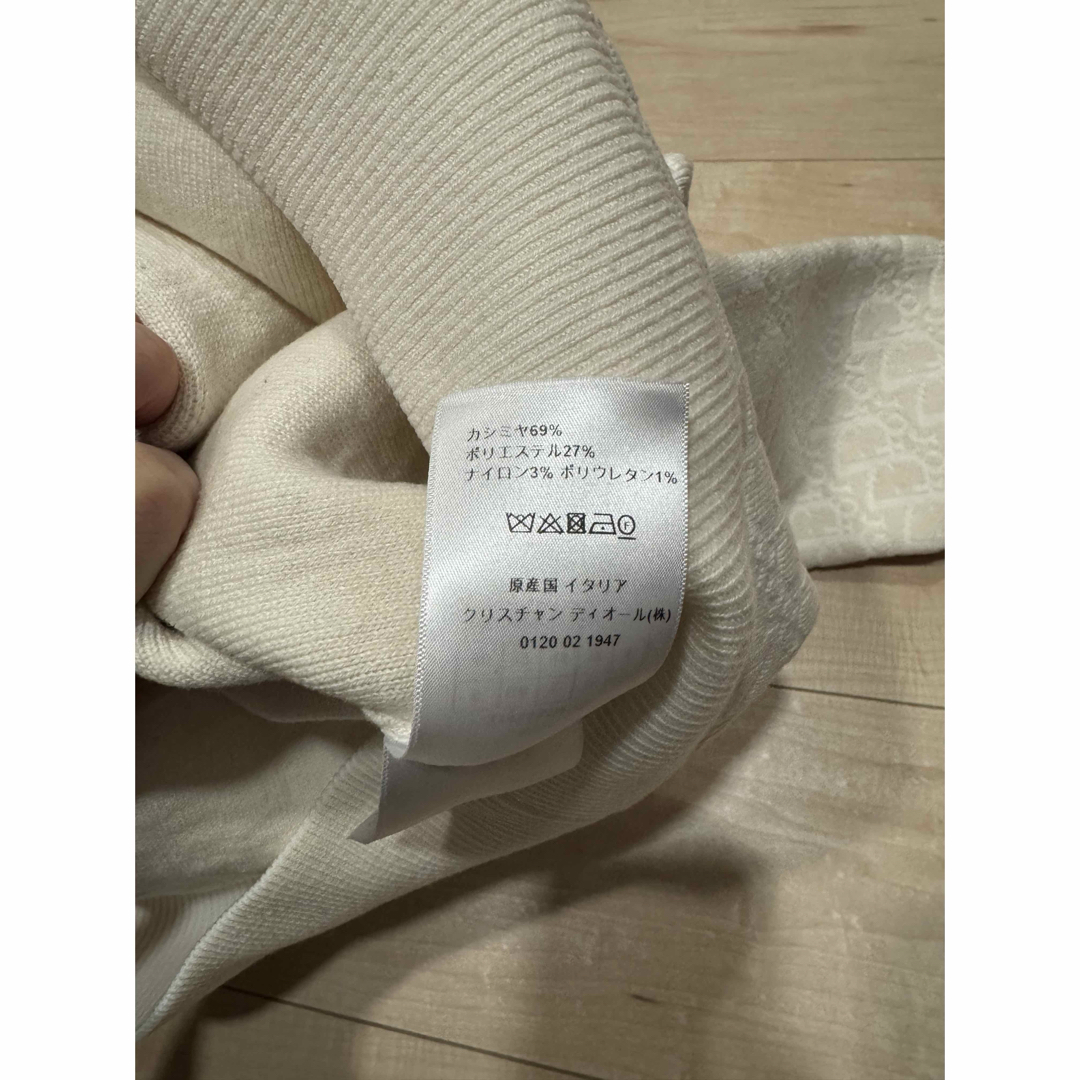 カシミヤ69%
ポリエステル27%
ナイロン3% ポリウレタン1%
原産国 イタリア
クリスチャン ディオール(株)
0120 02 1947